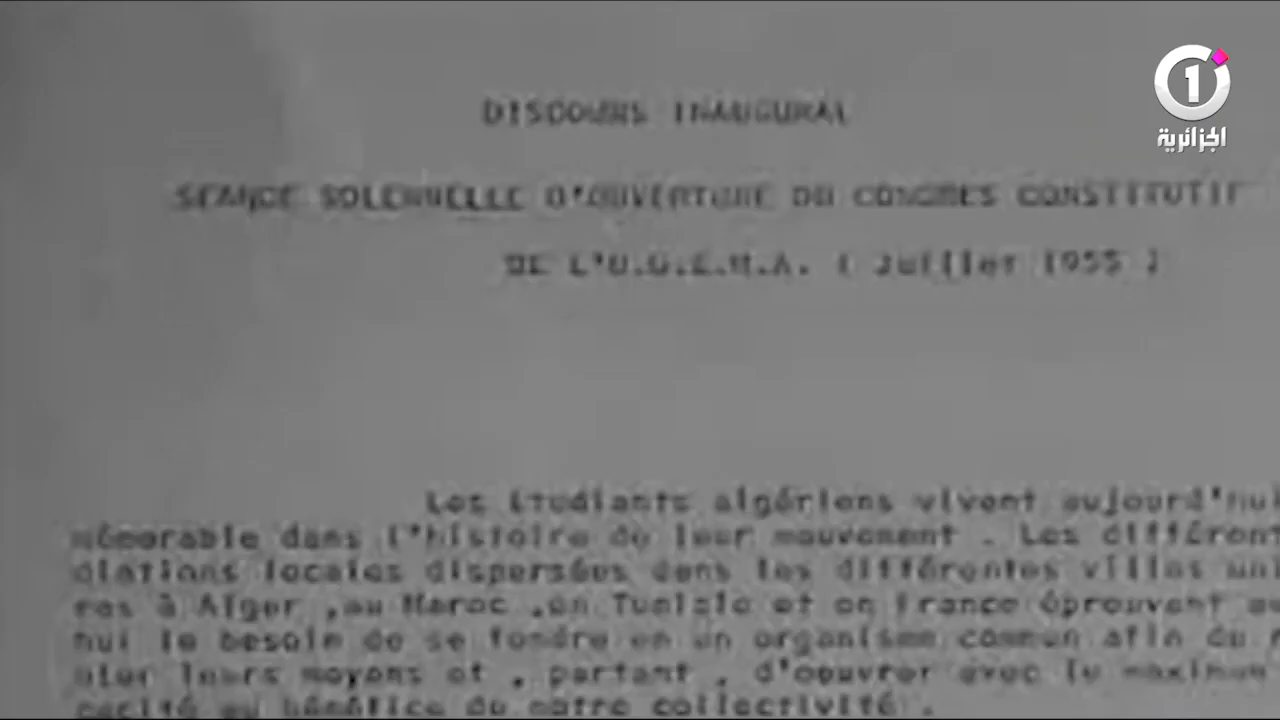 1
الجزائرية
DISCOURS INAUGURAL
SEANCE SOLENNELLE D'OUVERTURE DU CONGRES CONSTITUTIF
DE L'U.G.E.M.A. ( Juillet 1955 )
Les Etudiants algériens vivent aujourd'hui
mémorable dans l'histoire de leur mouvement . Les différent
ciations locales dispersées dans les différentes villes uni
res à Alger ,au Maroc ,en Tunisie et en France éprouvent au
hui le besoin de se fondre en un organisme commun afin de
leurs moyens et , partant , d'oeuvrer avec le maximum
cacité au bénéfice de notre collectivité .